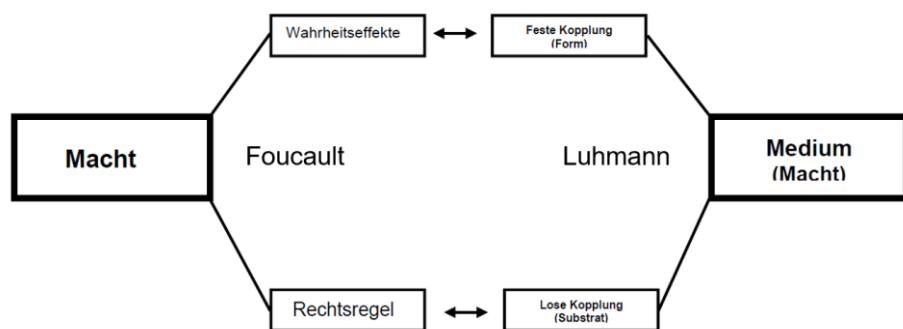 Wahrheitseffekte
Feste Kopplung
(Form)
Macht
Foucault
Luhmann
Medium
(Macht)
Rechtsregel
Lose Kopplung
(Substrat)